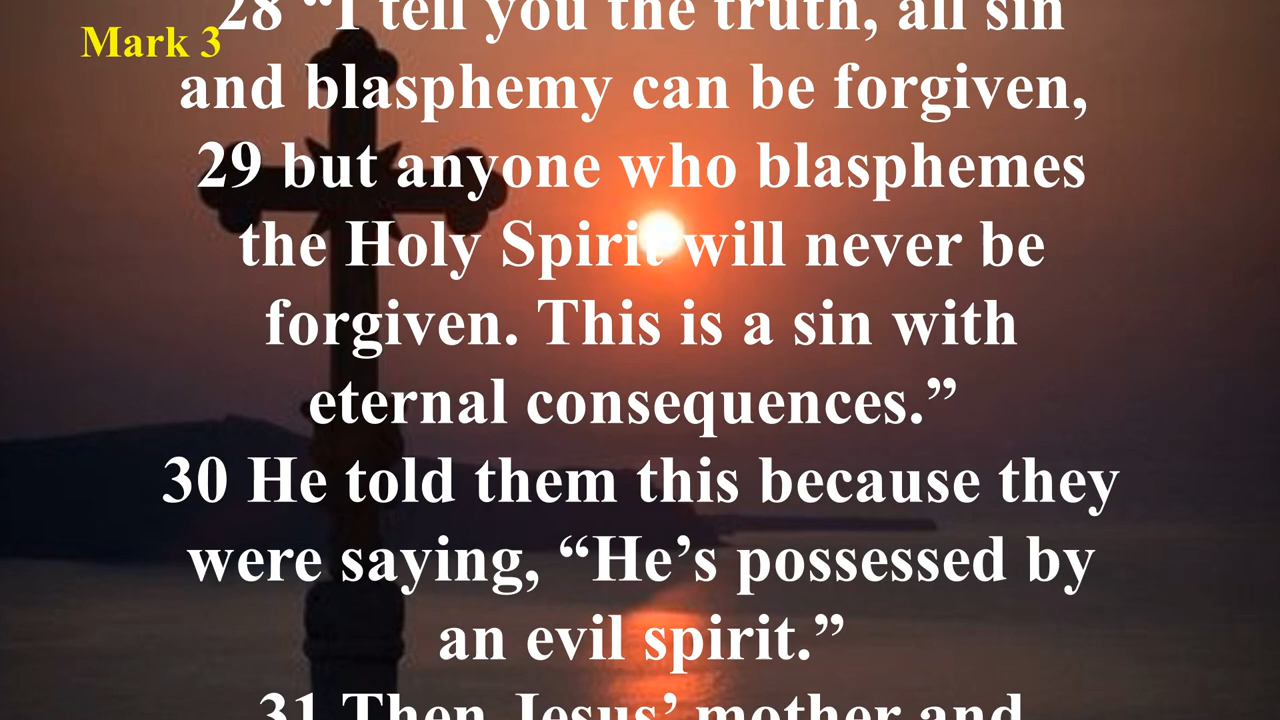 Mark 3
28 “I tell you the truth, all sin
and blasphemy can be forgiven,
29 but anyone who blasphemes
the Holy Spirit will never be
forgiven. This is a sin with
eternal consequences.”
30 He told them this because they
were saying, “He’s possessed by
an evil spirit.”
31 Then Jesus’ mother and